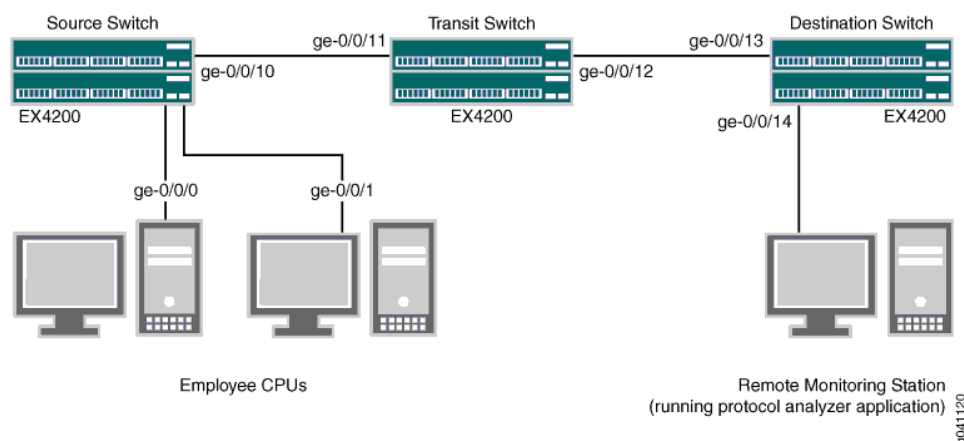 Source Switch
Transit Switch
Destination Switch
ge-0/0/11
ge-0/0/13
ge-0/0/10
ge-0/0/12
EX4200
EX4200
ge-0/0/14
EX4200
ge-0/0/0
ge-0/0/1
Employee CPUs
Remote Monitoring Station
(running protocol analyzer application)
g041120